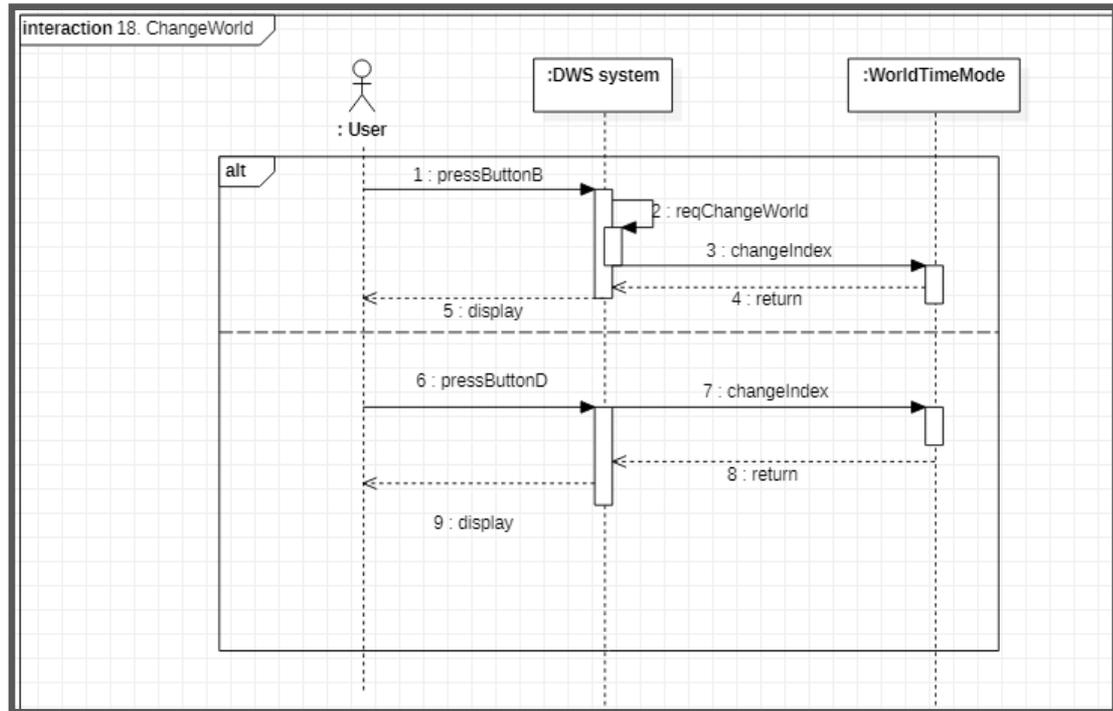 interaction 18. ChangeWorld
:DWS system
:WorldTimeMode
: User
alt
1 : pressButtonB
2 : reqChangeWorld
3 : changeIndex
4 : return
5 : display
6 : pressButtonD
7 : changeIndex
8 : return
9 : display